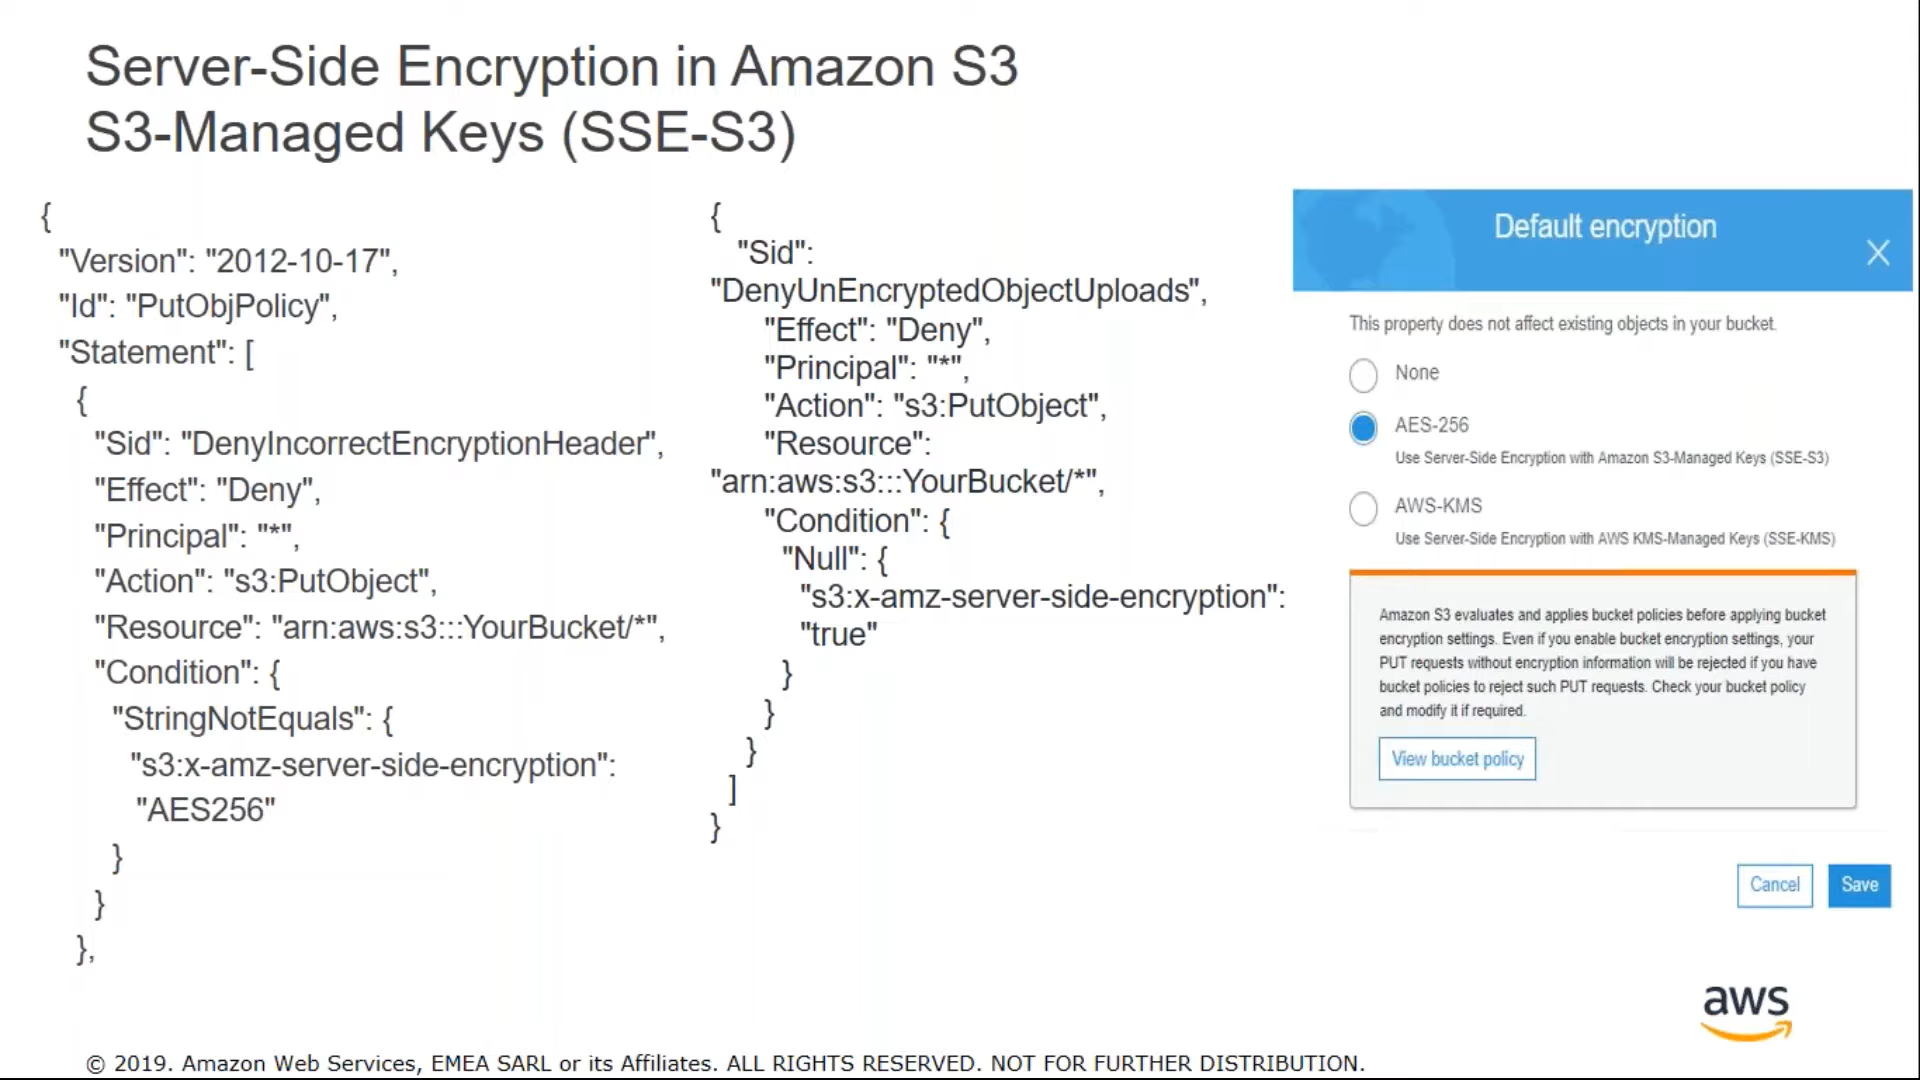 Server-Side Encryption in Amazon S3
S3-Managed Keys (SSE-S3)
{
"Version": "2012-10-17",
"Id": "PutObjPolicy",
"Statement": [
{
"Sid": "DenyIncorrectEncryptionHeader",
"Effect": "Deny",
"Principal": "*",
"Action": "s3:PutObject",
"Resource": "arn:aws:s3:::YourBucket/*",
"Condition": {
"StringNotEquals": {
"s3:x-amz-server-side-encryption":
"AES256"
}
}
},
{
"Sid":
"DenyUnEncryptedObjectUploads",
"Effect": "Deny",
"Principal": "*",
"Action": "s3:PutObject",
"Resource":
"arn:aws:s3:::YourBucket/*",
"Condition": {
"Null": {
"s3:x-amz-server-side-encryption":
"true"
}
}
}
]
}
Default encryption
This property does not affect existing objects in your bucket.
None
AES-256
Use Server-Side Encryption with Amazon S3-Managed Keys (SSE-S3)
AWS-KMS
Use Server-Side Encryption with AWS KMS-Managed Keys (SSE-KMS)
Amazon S3 evaluates and applies bucket policies before applying bucket
encryption settings. Even if you enable bucket encryption settings, your
PUT requests without encryption information will be rejected if you have
bucket policies to reject such PUT requests. Check your bucket policy
and modify it if required.
View bucket policy
Cancel
Save
aws
© 2019. Amazon Web Services, EMEA SARL or its Affiliates. ALL RIGHTS RESERVED. NOT FOR FURTHER DISTRIBUTION.